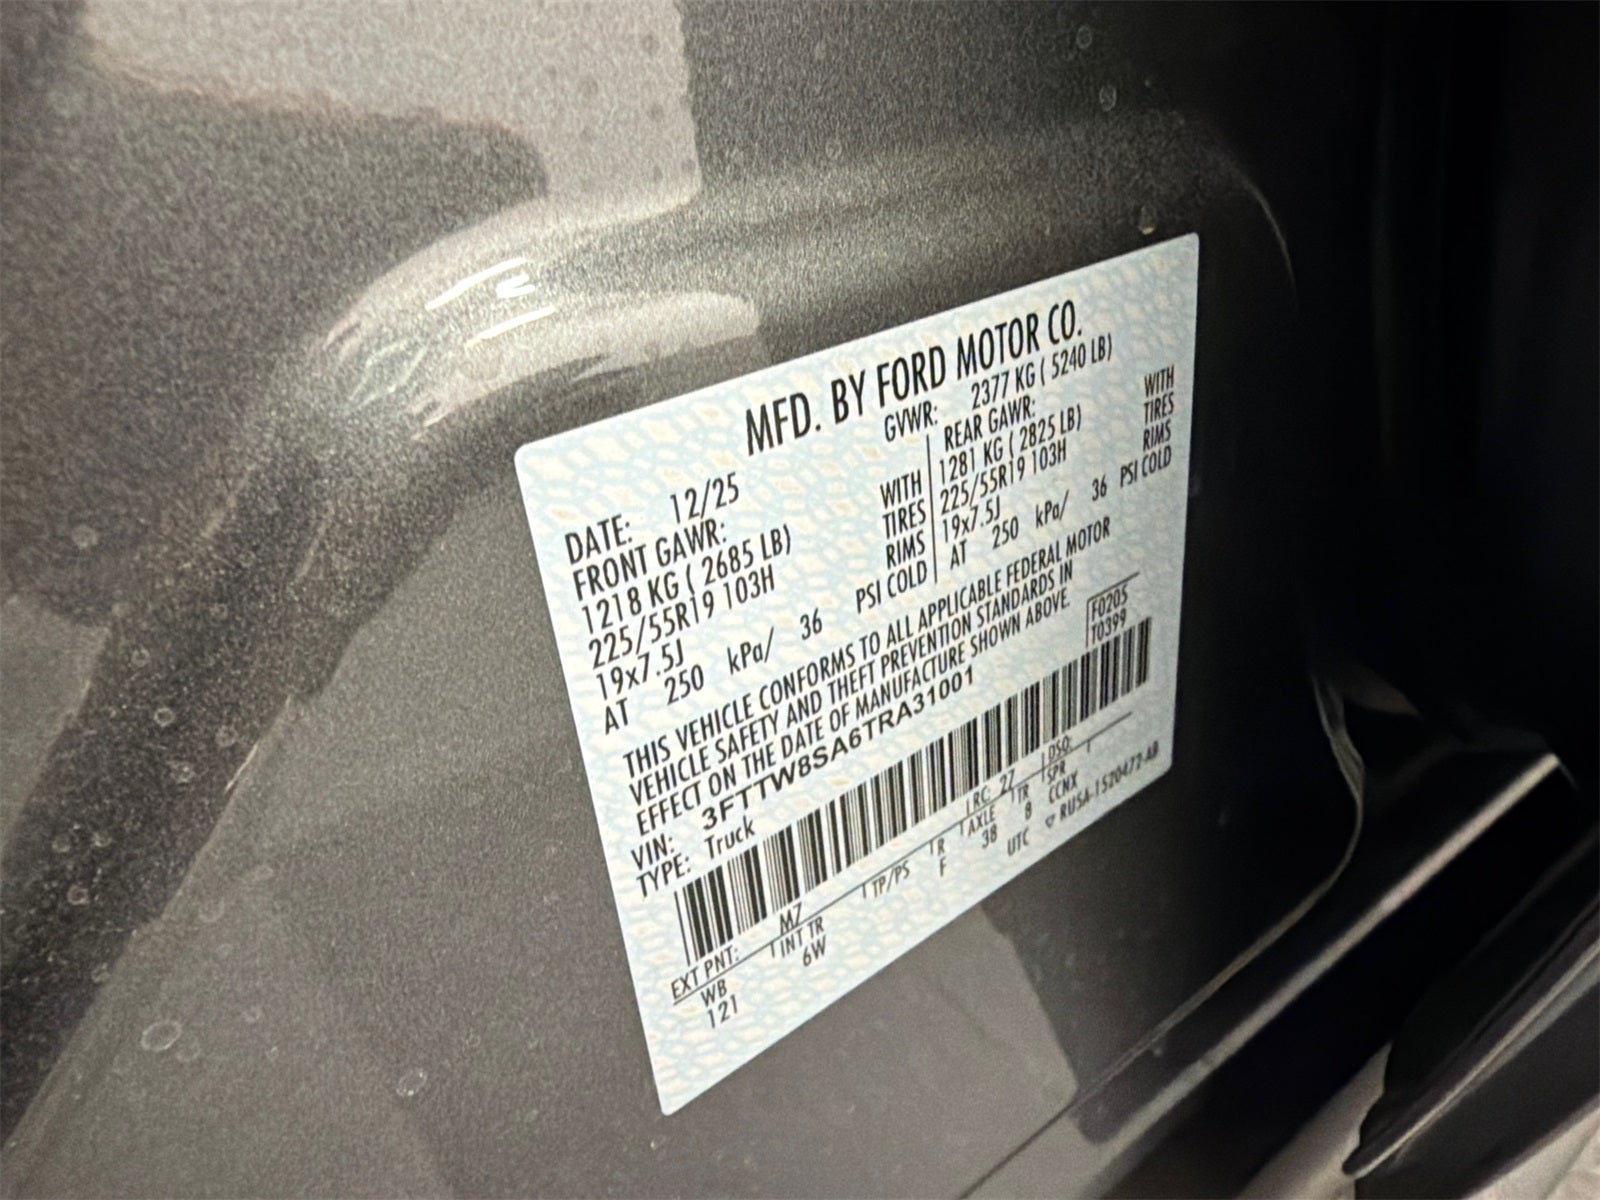 MFD. BY FORD MOTOR CO.
DATE: 12/25 GVWR: 2377 KG ( 5240 LB)
FRONT GAWR: REAR GAWR:
1218 KG ( 2685 LB) WITH 1281 KG ( 2825 LB) WITH
225/55R19 103H TIRES 225/55R19 103H TIRES
19x7.5J RIMS 19x7.5J RIMS
AT 250 kPa/ 36 PSI COLD AT 250 kPa/ 36 PSI COLD
THIS VEHICLE CONFORMS TO ALL APPLICABLE FEDERAL MOTOR
VEHICLE SAFETY AND THEFT PREVENTION STANDARDS IN
EFFECT ON THE DATE OF MANUFACTURE SHOWN ABOVE.
VIN: 3FTTW8SA6TRA31001 F0205
TYPE: Truck T0399
EXT PNT: MZ RC: 27 DSO:
WB INT TR TP/PS R AXLE TR SPR
121 6W F 38 8 CCNX
UTC ▽ RUSA-1520472-AB